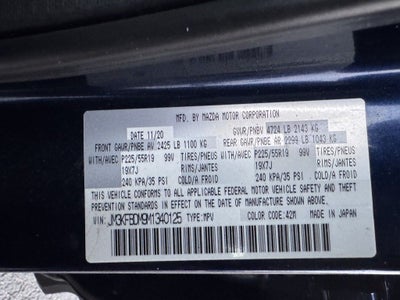 MFD. BY MAZDA MOTOR CORPORATION
DATE 11/20 GVWR/PNBV 4724 LB 2143 KG
FRONT GAWR/PNBE AV 2425 LB 1100 KG REAR GAWR/PNBE AR 2299 LB 1043 KG
WITH/AVEC P225/55R19 99V TIRES/PNEUS WITH/AVEC P225/55R19 99V TIRES/PNEUS
19X7J RIMS/JANTES 19X7J RIMS/JANTES
240 KPA/35 PSI COLD/A FROID 240 KPA/35 PSI COLD/A FROID
THIS VEHICLE CONFORMS TO ALL APPLICABLE FEDERAL MOTOR VEHICLE SAFETY, BUMPER, AND THEFT
PREVENTION STANDARDS IN EFFECT ON THE DATE OF MANUFACTURE SHOWN ABOVE.
VIN: JM3KFBDM9M1340125 TYPE: MPV COLOR CODE: 42M MADE IN JAPAN